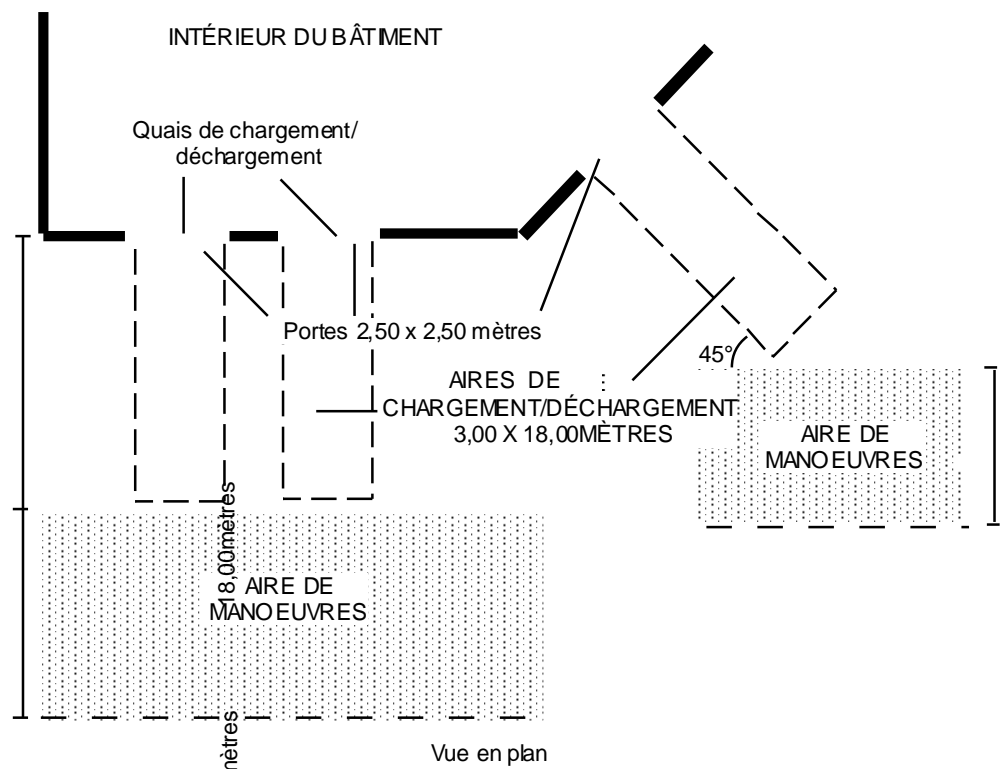 INTÉRIEUR DU BÂTIMENT
Quais de chargement/
déchargement
Portes 2,50 x 2,50 mètres
45°
AIRES DE
CHARGEMENT/DÉCHARGEMENT
3,00 X 18,00MÈTRES
AIRE DE
MANOEUVRES
18,00mètres
AIRE DE
MANOEUVRES
mètres
Vue en plan